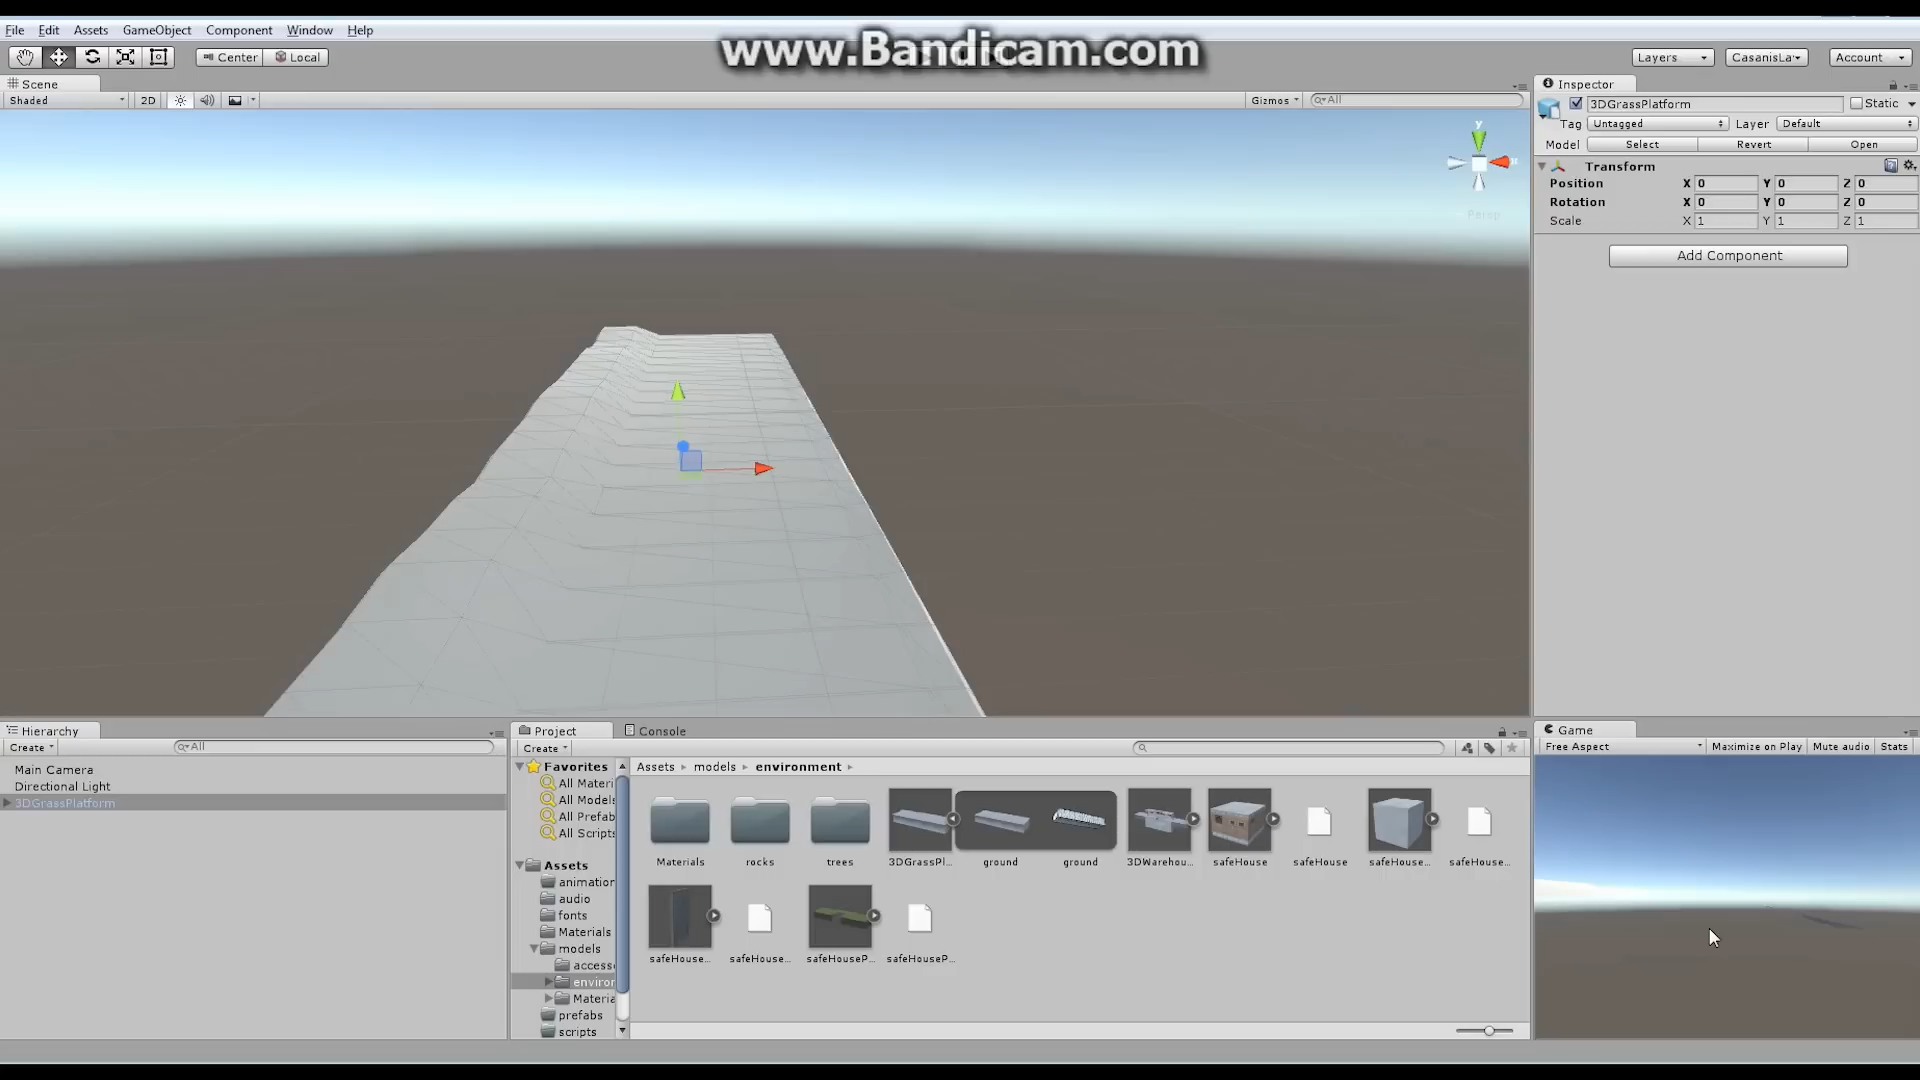 www.Bandicam.com
File Edit Assets GameObject Component Window Help
Center Local
Layers CasanisLa Account
Scene
Shaded 2D Gizmos All
y
x
Persp
Inspector
3DGrassPlatform Static
Tag Untagged Layer Default
Model Select Revert Open
Transform
Position X 0 Y 0 Z 0
Rotation X 0 Y 0 Z 0
Scale X 1 Y 1 Z 1
Add Component
Hierarchy
Create All
Main Camera
Directional Light
3DGrassPlatform
Project Console
Create
Favorites
All Materi
All Models
All Prefab
All Scripts
Assets
animation
audio
fonts
Materials
models
access
environ
Materia
prefabs
scripts
Assets models environment
Materials rocks trees 3DGrassPl... ground ground 3DWarehou... safeHouse safeHouse safeHouse... safeHouse...
safeHouse... safeHouse... safeHouseP... safeHouseP...
Game
Free Aspect Maximize on Play Mute audio Stats